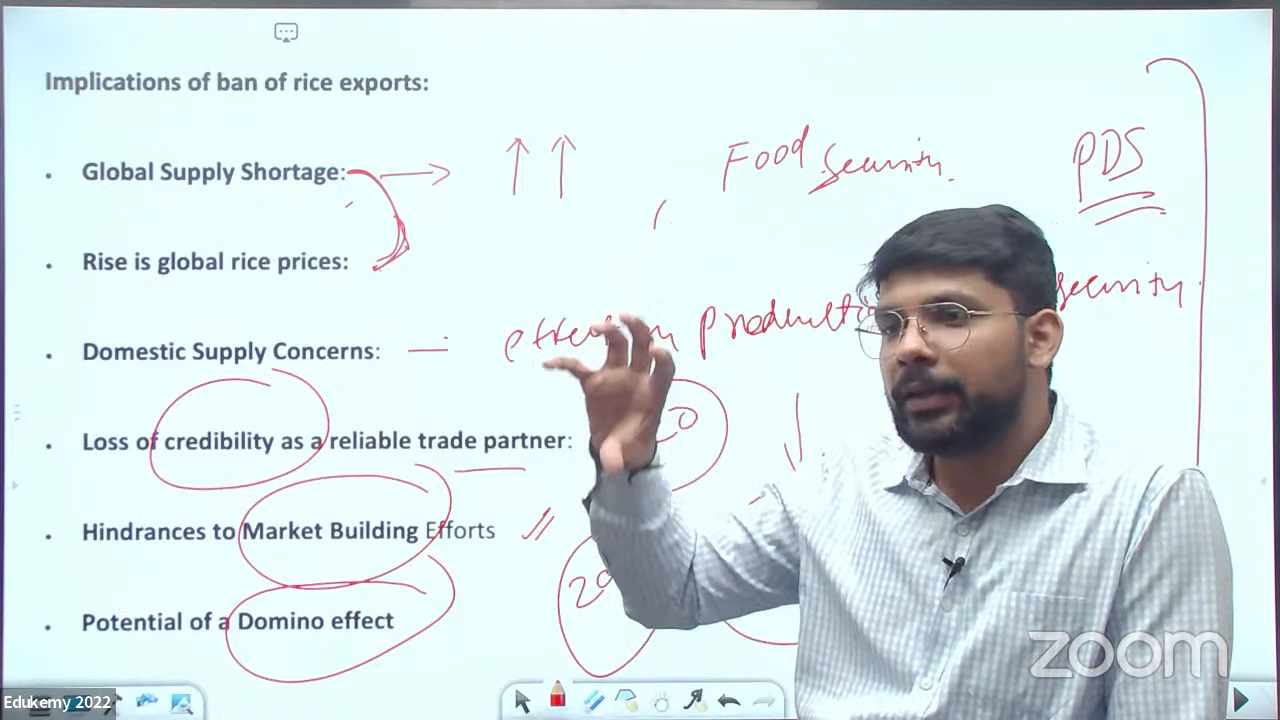 Implications of ban of rice exports:
• Global Supply Shortage:
Food Security
PDS
• Rise is global rice prices:
security
production
• Domestic Supply Concerns:
• Loss of credibility as a reliable trade partner:
• Hindrances to Market Building Efforts
• Potential of a Domino effect
20
zoom
Edukemy 2022